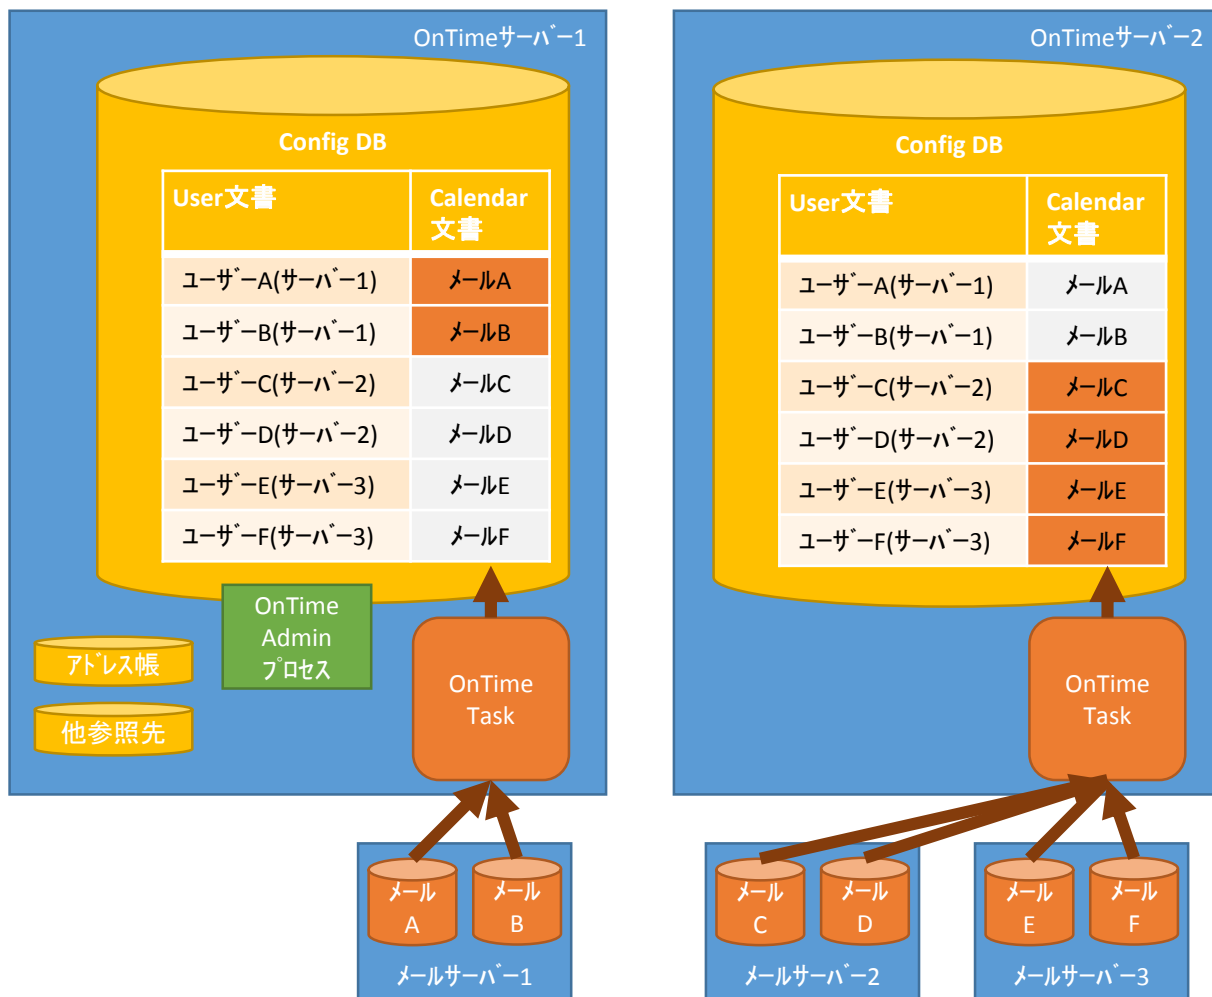 OnTimeｻｰﾊﾞｰ1
Config DB
User文書 Calendar
文書
ﾕｰｻﾞｰA(ｻｰﾊﾞｰ1) ﾒｰﾙA
ﾕｰｻﾞｰB(ｻｰﾊﾞｰ1) ﾒｰﾙB
ﾕｰｻﾞｰC(ｻｰﾊﾞｰ2) ﾒｰﾙC
ﾕｰｻﾞｰD(ｻｰﾊﾞｰ2) ﾒｰﾙD
ﾕｰｻﾞｰE(ｻｰﾊﾞｰ3) ﾒｰﾙE
ﾕｰｻﾞｰF(ｻｰﾊﾞｰ3) ﾒｰﾙF
OnTime
Admin
ﾌﾟﾛｾｽ
ｱﾄﾞﾚｽ帳
他参照先
OnTime
Task
ﾒｰﾙ
A
ﾒｰﾙ
B
ﾒｰﾙｻｰﾊﾞｰ1
OnTimeｻｰﾊﾞｰ2
Config DB
User文書 Calendar
文書
ﾕｰｻﾞｰA(ｻｰﾊﾞｰ1) ﾒｰﾙA
ﾕｰｻﾞｰB(ｻｰﾊﾞｰ1) ﾒｰﾙB
ﾕｰｻﾞｰC(ｻｰﾊﾞｰ2) ﾒｰﾙC
ﾕｰｻﾞｰD(ｻｰﾊﾞｰ2) ﾒｰﾙD
ﾕｰｻﾞｰE(ｻｰﾊﾞｰ3) ﾒｰﾙE
ﾕｰｻﾞｰF(ｻｰﾊﾞｰ3) ﾒｰﾙF
OnTime
Task
ﾒｰﾙ
C
ﾒｰﾙ
D
ﾒｰﾙｻｰﾊﾞｰ2
ﾒｰﾙ
E
ﾒｰﾙ
F
ﾒｰﾙｻｰﾊﾞｰ3